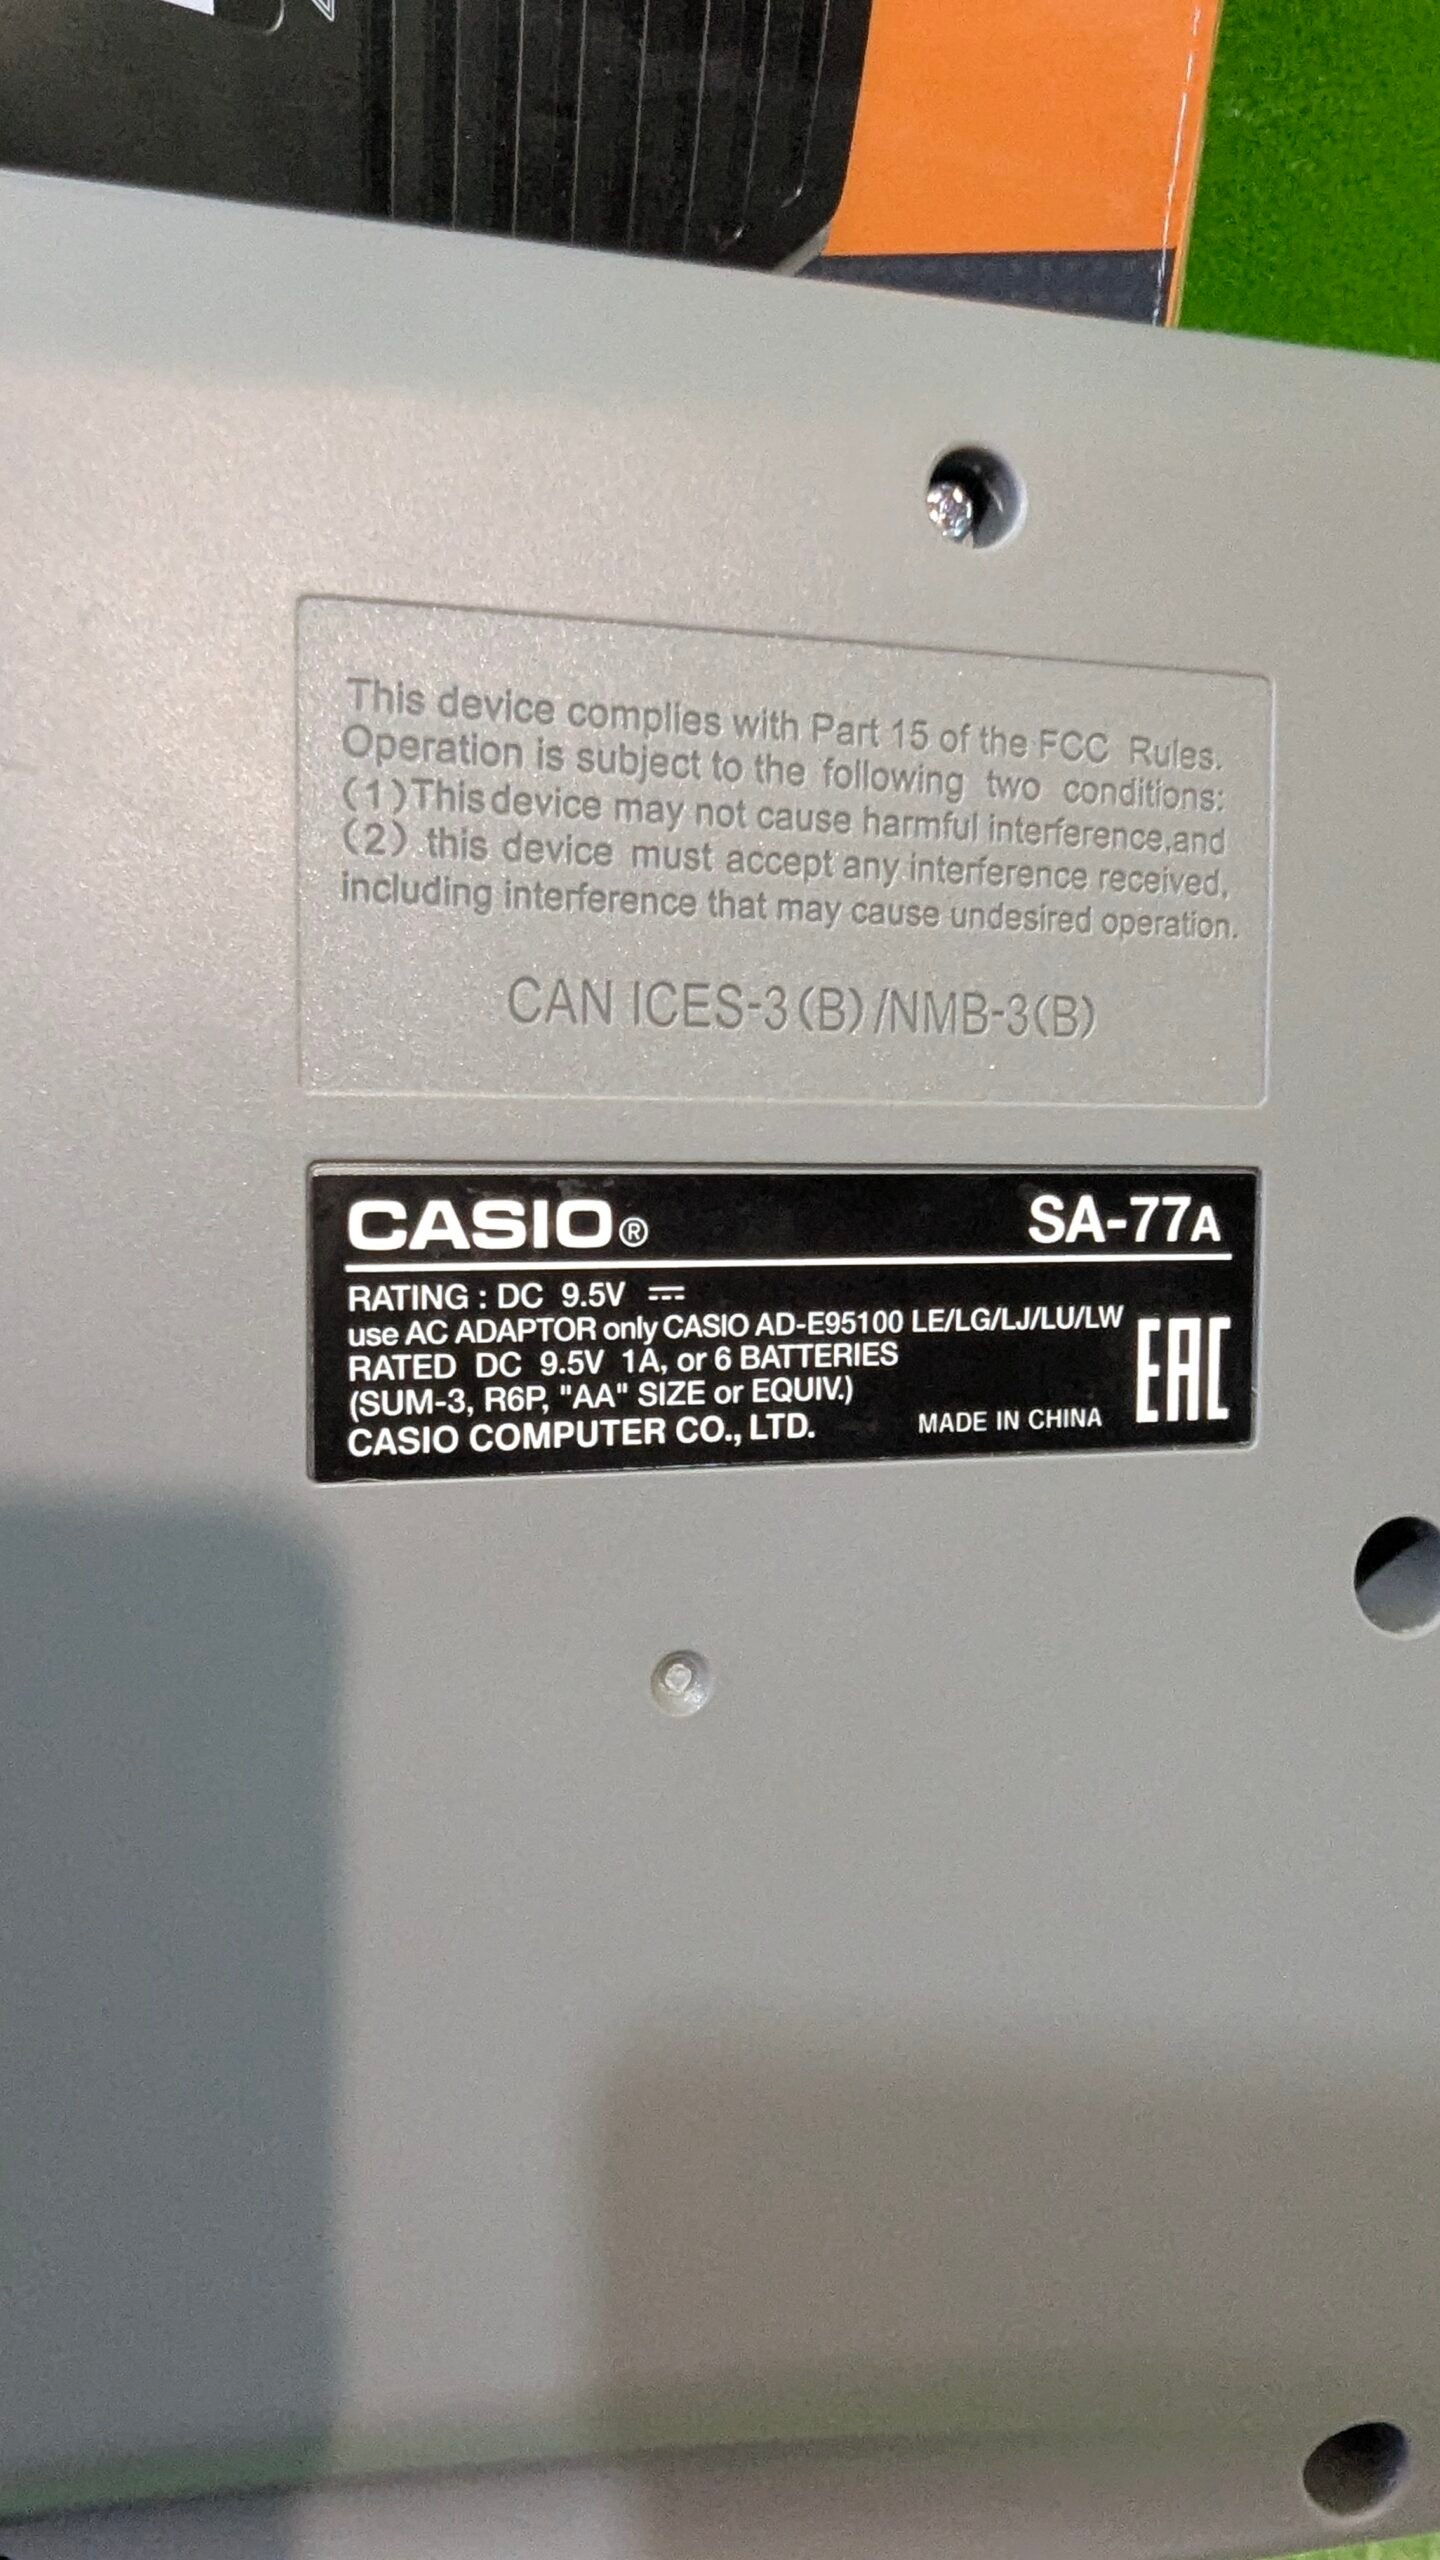 This device complies with Part 15 of the FCC Rules.
Operation is subject to the following two conditions:
(1)This device may not cause harmful interference,and
(2) this device must accept any interference received,
including interference that may cause undesired operation.
CAN ICES-3(B)/NMB-3(B)
CASIO® SA-77A
RATING : DC 9.5V ⎓
use AC ADAPTOR only CASIO AD-E95100 LE/LG/LJ/LU/LW
RATED DC 9.5V 1A, or 6 BATTERIES
(SUM-3, R6P, "AA" SIZE or EQUIV.)
CASIO COMPUTER CO., LTD. MADE IN CHINA
EAC